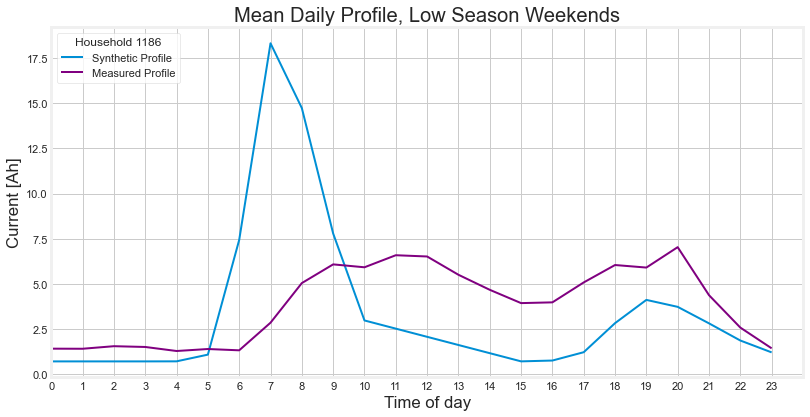 Mean Daily Profile, Low Season Weekends
Household 1186
Synthetic Profile
Measured Profile
17.5
15.0
12.5
10.0
7.5
5.0
2.5
0.0
Current [Ah]
0 1 2 3 4 5 6 7 8 9 10 11 12 13 14 15 16 17 18 19 20 21 22 23
Time of day